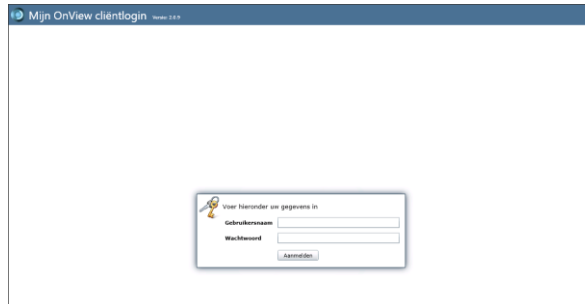 Mijn OnView cliëntlogin
Voer hieronder uw gegevens in
Gebruikersnaam
Wachtwoord
Aanmelden